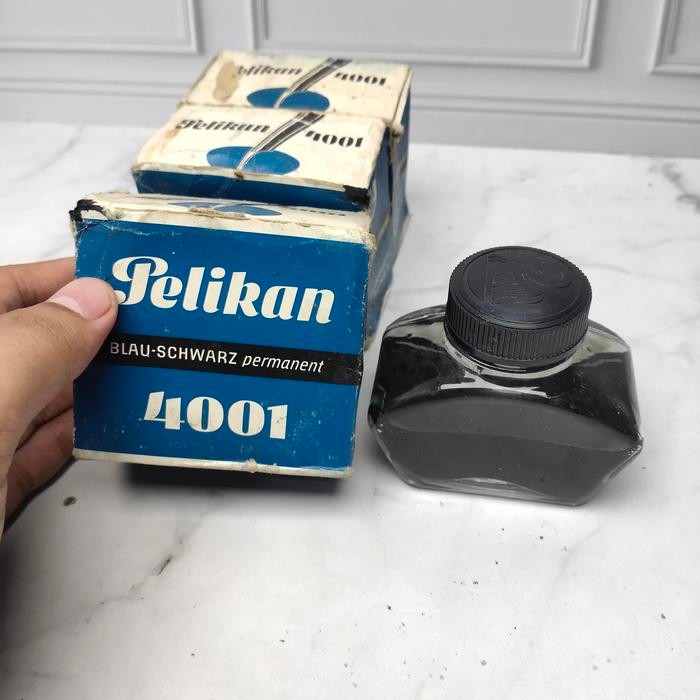 Pelikan 4001
Pelikan 4001
Pelikan
BLAU-SCHWARZ permanent
4001